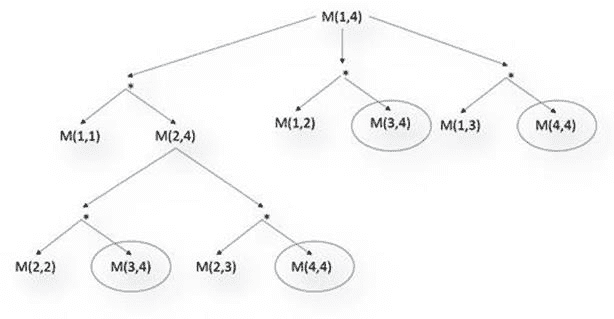 M(1,4)
* * *
M(1,1) M(2,4) M(1,2) M(3,4) M(1,3) M(4,4)
* *
M(2,2) M(3,4) M(2,3) M(4,4)